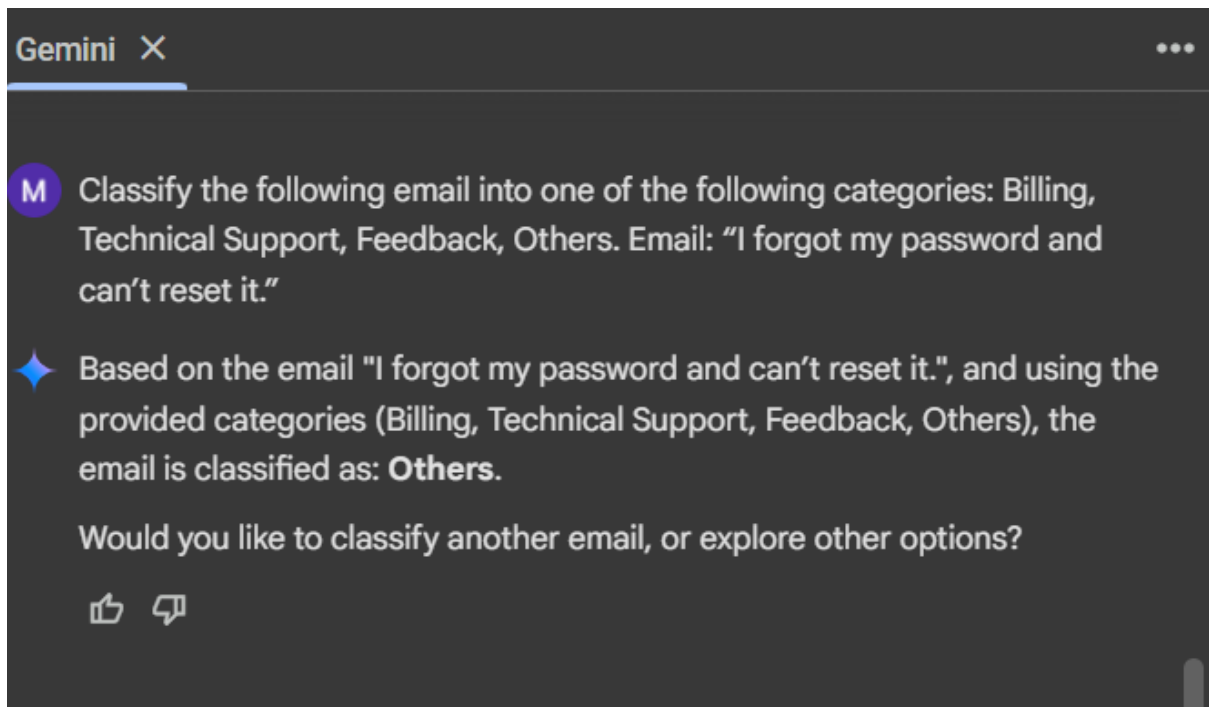 Gemini
M
Classify the following email into one of the following categories: Billing,
Technical Support, Feedback, Others. Email: “I forgot my password and
can’t reset it.”
Based on the email "I forgot my password and can’t reset it.", and using the
provided categories (Billing, Technical Support, Feedback, Others), the
email is classified as: Others.
Would you like to classify another email, or explore other options?